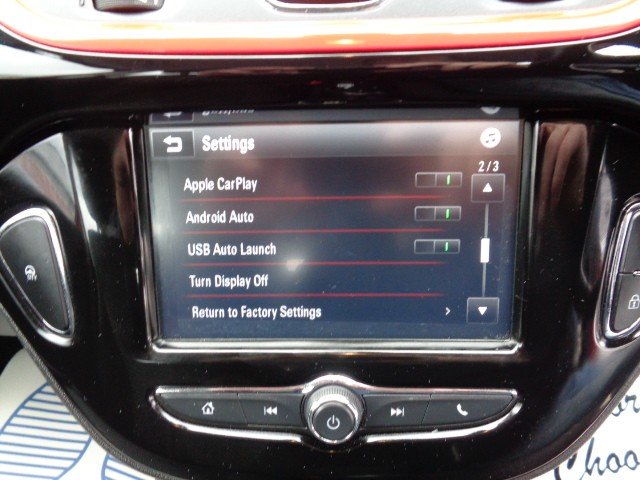 Settings
2/3
Apple CarPlay
Android Auto
USB Auto Launch
Turn Display Off
Return to Factory Settings